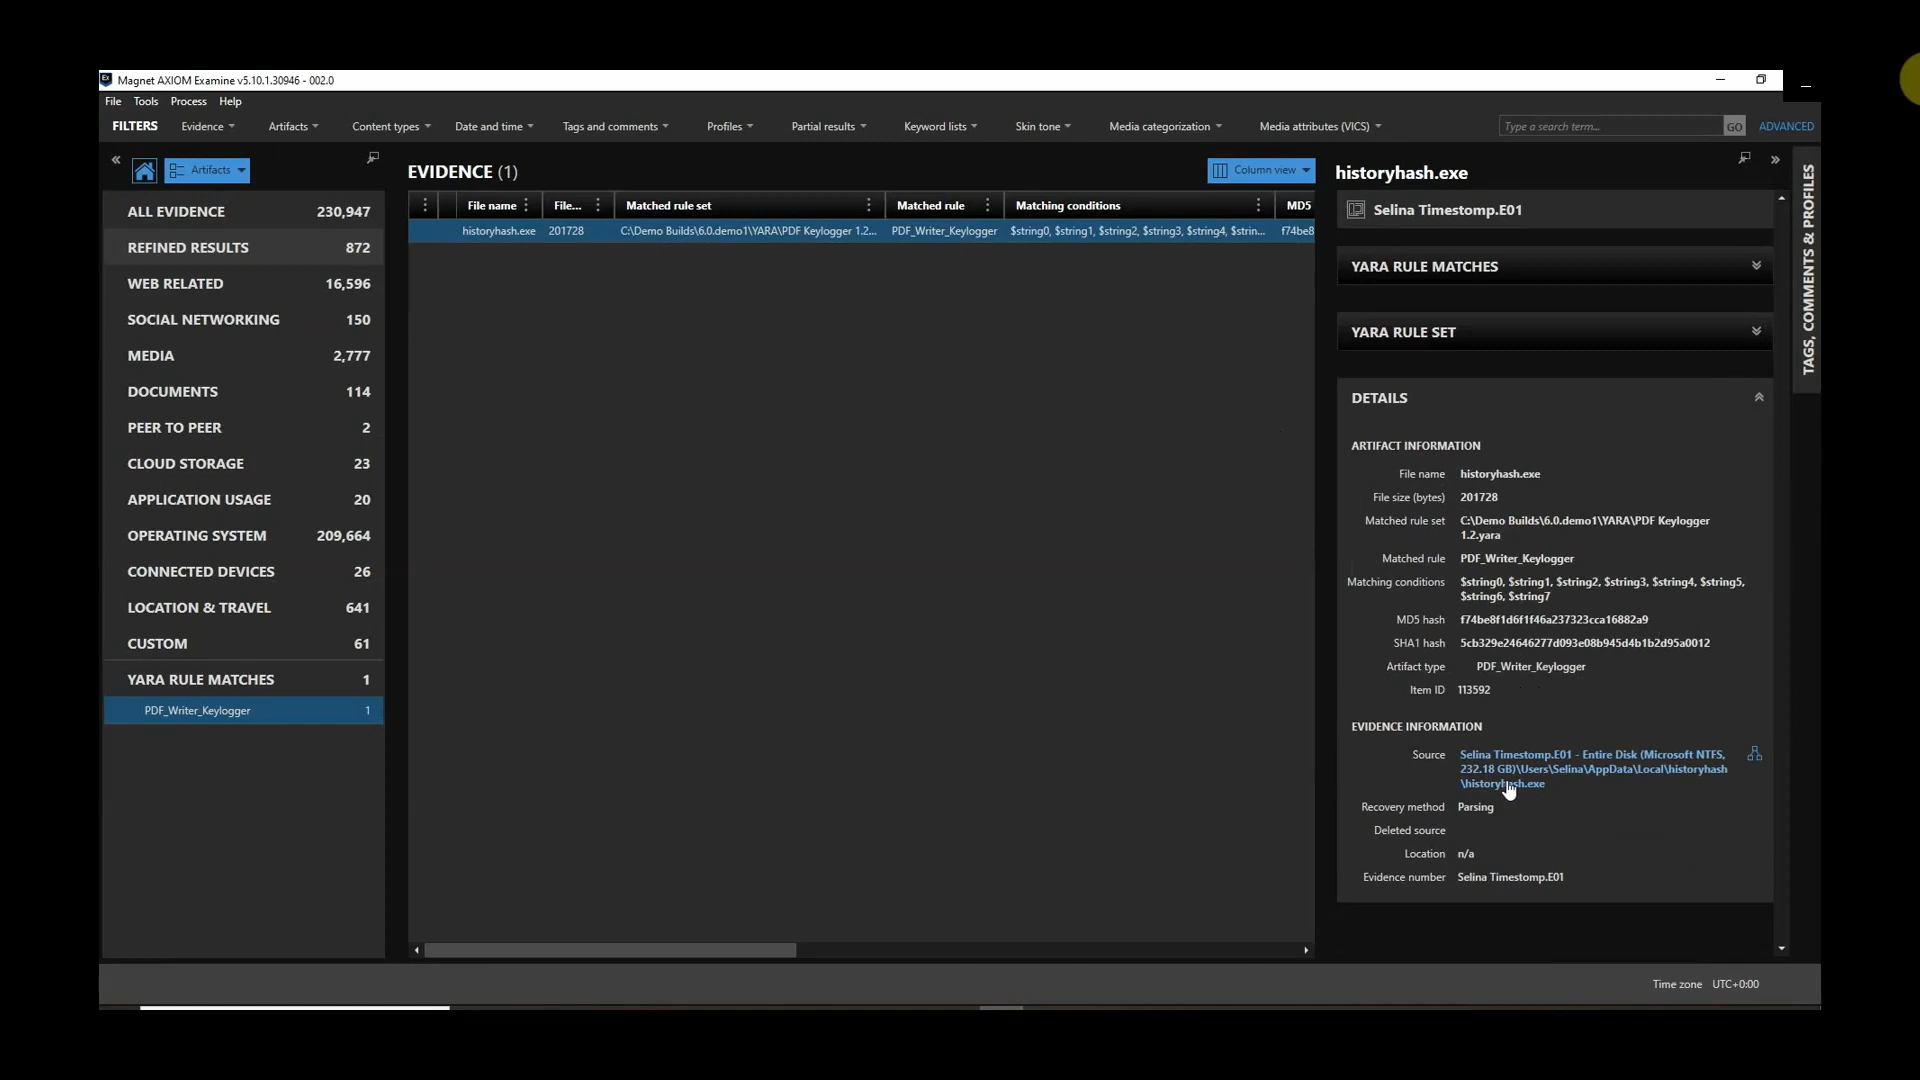 Magnet AXIOM Examine v5.10.1.30946 - 002.0
File Tools Process Help
FILTERS Evidence Artifacts Content types Date and time Tags and comments Profiles Partial results Keyword lists Skin tone Media categorization Media attributes (VICS) Type a search term... GO ADVANCED
Artifacts
ALL EVIDENCE 230,947
REFINED RESULTS 872
WEB RELATED 16,596
SOCIAL NETWORKING 150
MEDIA 2,777
DOCUMENTS 114
PEER TO PEER 2
CLOUD STORAGE 23
APPLICATION USAGE 20
OPERATING SYSTEM 209,664
CONNECTED DEVICES 26
LOCATION & TRAVEL 641
CUSTOM 61
YARA RULE MATCHES 1
PDF_Writer_Keylogger 1
EVIDENCE (1)
Column view
File name File... Matched rule set Matched rule Matching conditions MD5
historyhash.exe 201728 C:\Demo Builds\6.0.demo1\YARA\PDF Keylogger 1.2... PDF_Writer_Keylogger $string0, $string1, $string2, $string3, $string4, $strin... f74be8
historyhash.exe
Selina Timestomp.E01
YARA RULE MATCHES
YARA RULE SET
DETAILS
ARTIFACT INFORMATION
File name historyhash.exe
File size (bytes) 201728
Matched rule set C:\Demo Builds\6.0.demo1\YARA\PDF Keylogger
1.2.yara
Matched rule PDF_Writer_Keylogger
Matching conditions $string0, $string1, $string2, $string3, $string4, $string5,
$string6, $string7
MD5 hash f74be8f1d6f1f46a237323cca16882a9
SHA1 hash 5cb329e24646277d093e08b945d4b1b2d95a0012
Artifact type PDF_Writer_Keylogger
Item ID 113592
EVIDENCE INFORMATION
Source Selina Timestomp.E01 - Entire Disk (Microsoft NTFS,
232.18 GB)\Users\Selina\AppData\Local\historyhash
\historyhash.exe
Recovery method Parsing
Deleted source
Location n/a
Evidence number Selina Timestomp.E01
TAGS, COMMENTS & PROFILES
Time zone UTC+0:00